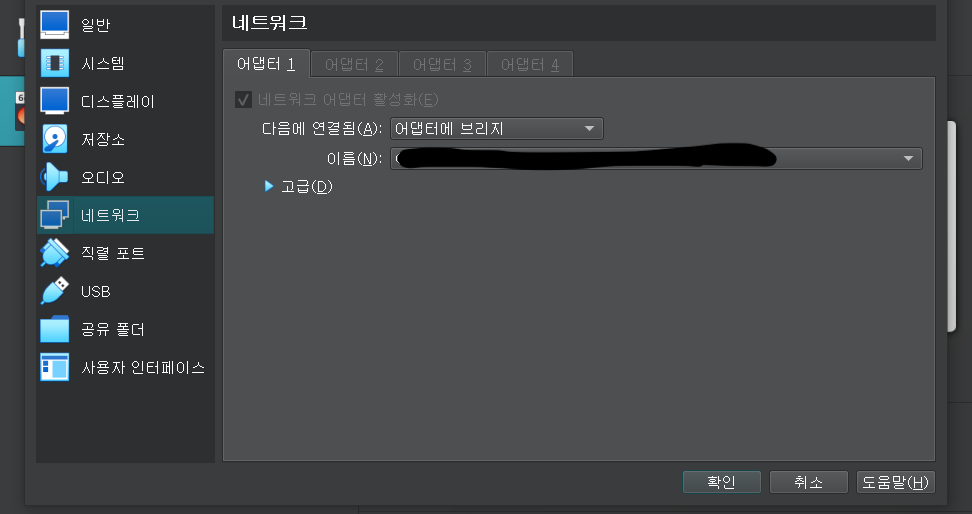 네트워크
일반
시스템
디스플레이
저장소
오디오
네트워크
직렬 포트
USB
공유 폴더
사용자 인터페이스
어댑터 1 어댑터 2 어댑터 3 어댑터 4
네트워크 어댑터 활성화(E)
다음에 연결됨(A): 어댑터에 브리지
이름(N):
고급(D)
확인 취소 도움말(H)